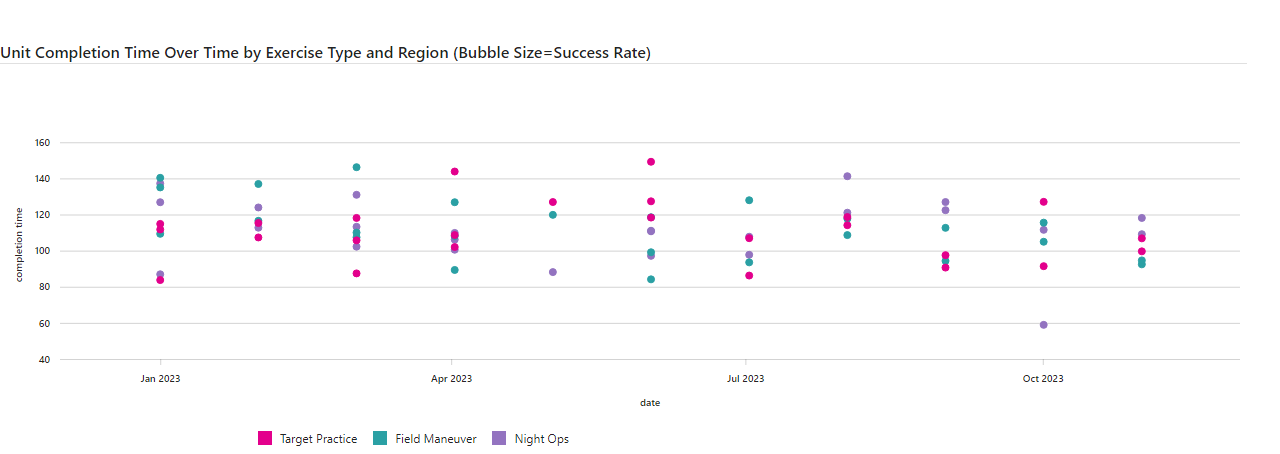 Unit Completion Time Over Time by Exercise Type and Region (Bubble Size=Success Rate)
160
140
120
100
80
60
40
completion time
Jan 2023
Apr 2023
Jul 2023
Oct 2023
date
Target Practice
Field Maneuver
Night Ops